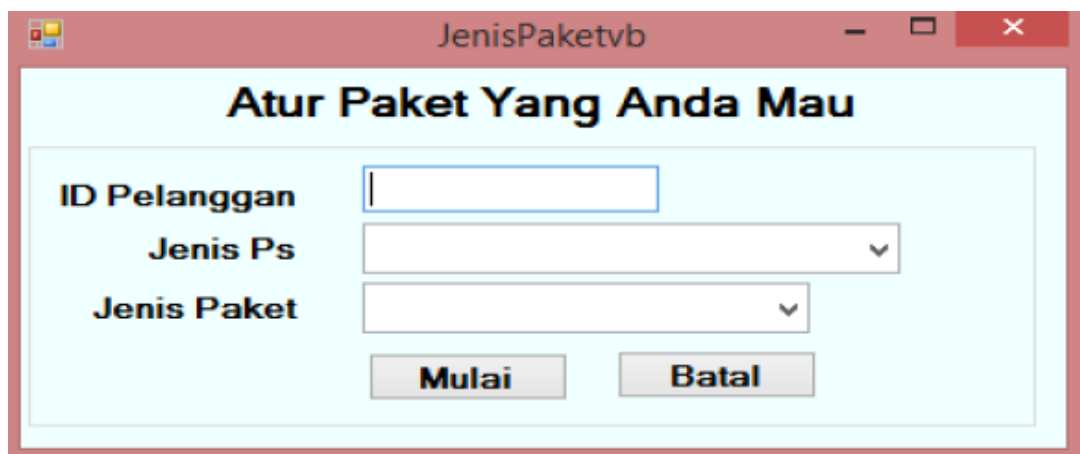 JenisPaketvb
Atur Paket Yang Anda Mau
ID Pelanggan
Jenis Ps
Jenis Paket
Mulai Batal